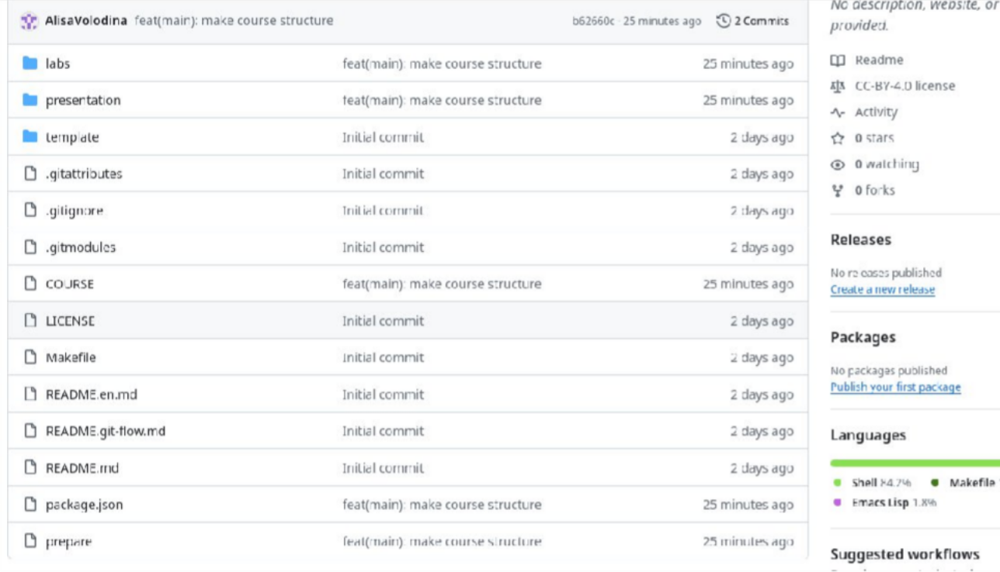 No description, website, or
provided.
AlisaVolodina feat(main): make course structure b62660c · 25 minutes ago 2 Commits
labs feat(main): make course structure 25 minutes ago
presentation feat(main): make course structure 25 minutes ago
template Initial commit 2 days ago
.gitattributes Initial commit 2 days ago
.gitignore Initial commit 2 days ago
.gitmodules Initial commit 2 days ago
COURSE feat(main): make course structure 25 minutes ago
LICENSE Initial commit 2 days ago
Makefile Initial commit 2 days ago
README.en.md Initial commit 2 days ago
README.git-flow.md Initial commit 2 days ago
README.md Initial commit 2 days ago
package.json feat(main): make course structure 25 minutes ago
prepare feat(main): make course structure 25 minutes ago
Readme
CC-BY-4.0 license
Activity
0 stars
0 watching
0 forks
Releases
No releases published
Create a new release
Packages
No packages published
Publish your first package
Languages
Shell 84.2% Makefile
Emacs Lisp 1.8%
Suggested workflows